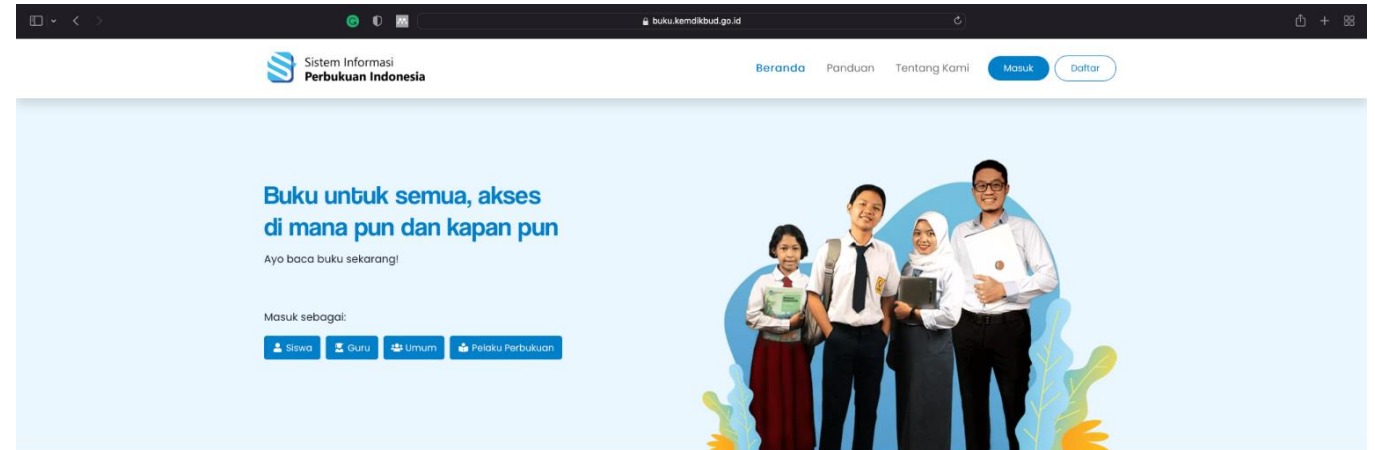 buku.kemdikbud.go.id
Sistem Informasi
Perbukuan Indonesia
Beranda Panduan Tentang Kami Masuk Daftar
Buku untuk semua, akses
di mana pun dan kapan pun
Ayo baca buku sekarang!
Masuk sebagai:
Siswa Guru Umum Pelaku Perbukuan